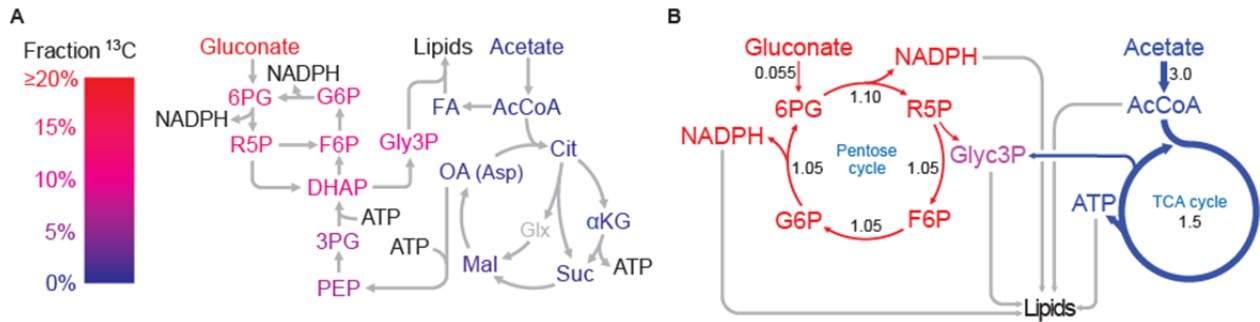 A
Fraction ¹³C
≥20%
15%
10%
5%
0%
Gluconate
Lipids
Acetate
NADPH
6PG
G6P
FA
AcCoA
NADPH
R5P
F6P
Gly3P
Cit
OA (Asp)
DHAP
ATP
3PG
ATP
Glx
αKG
Mal
Suc
ATP
PEP
B
Gluconate
NADPH
Acetate
0.055
3.0
6PG
1.10
R5P
AcCoA
NADPH
1.05
Pentose
cycle
1.05
Glyc3P
ATP
TCA cycle
1.5
G6P
1.05
F6P
Lipids